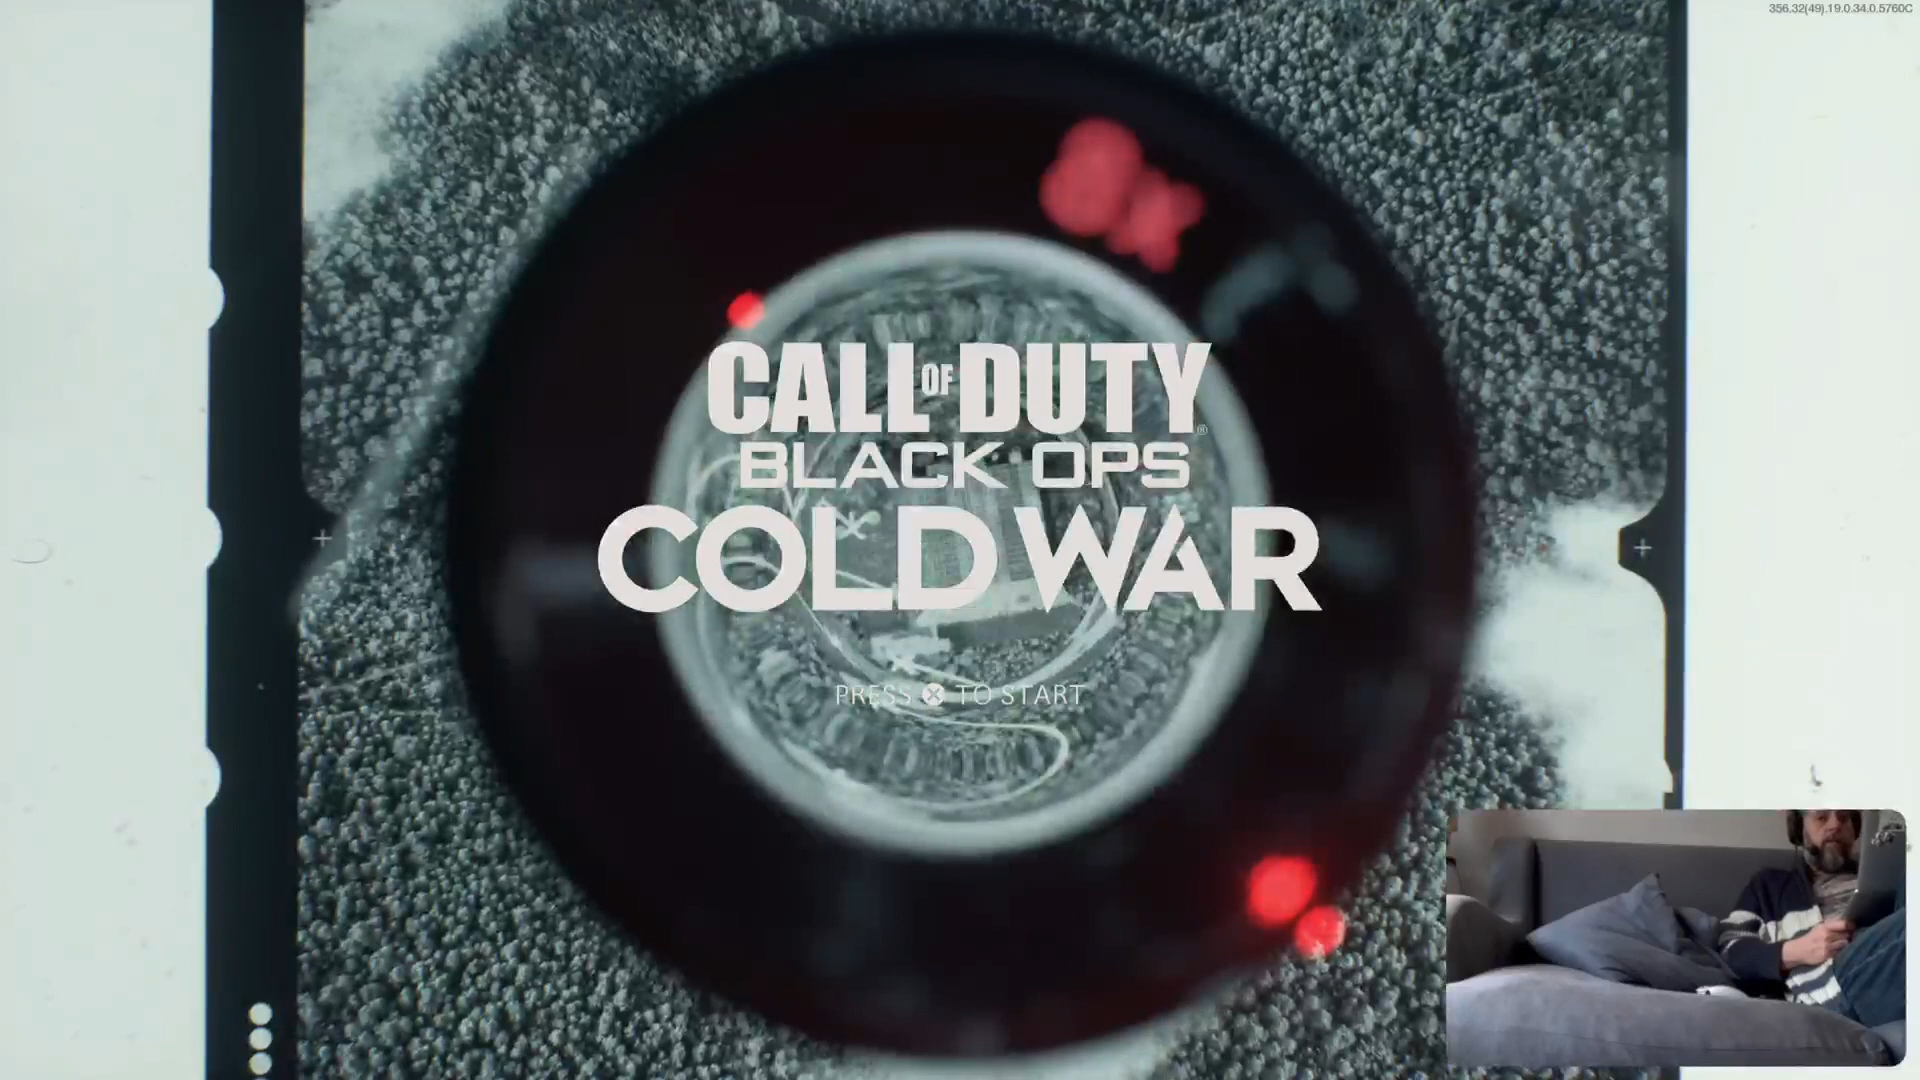 356.32(49).19.0.34.0.5760C
CALL OF DUTY®
BLACK OPS
COLD WAR
PRESS ⓧ TO START